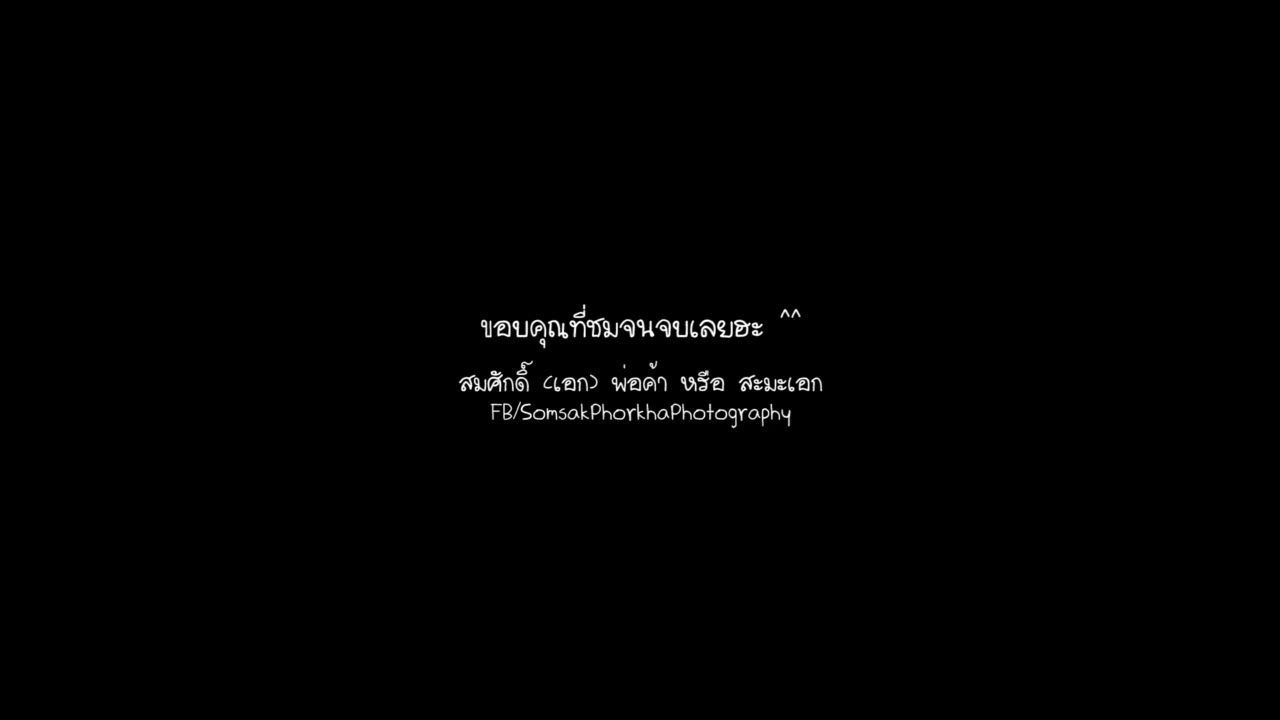 ขอบคุณที่ชมจนจบเลยฮะ ^^
สมศักดิ์ (เอก) พ่อค้า หรือ สะมะเอก
FB/SomsakPhorkhaPhotography